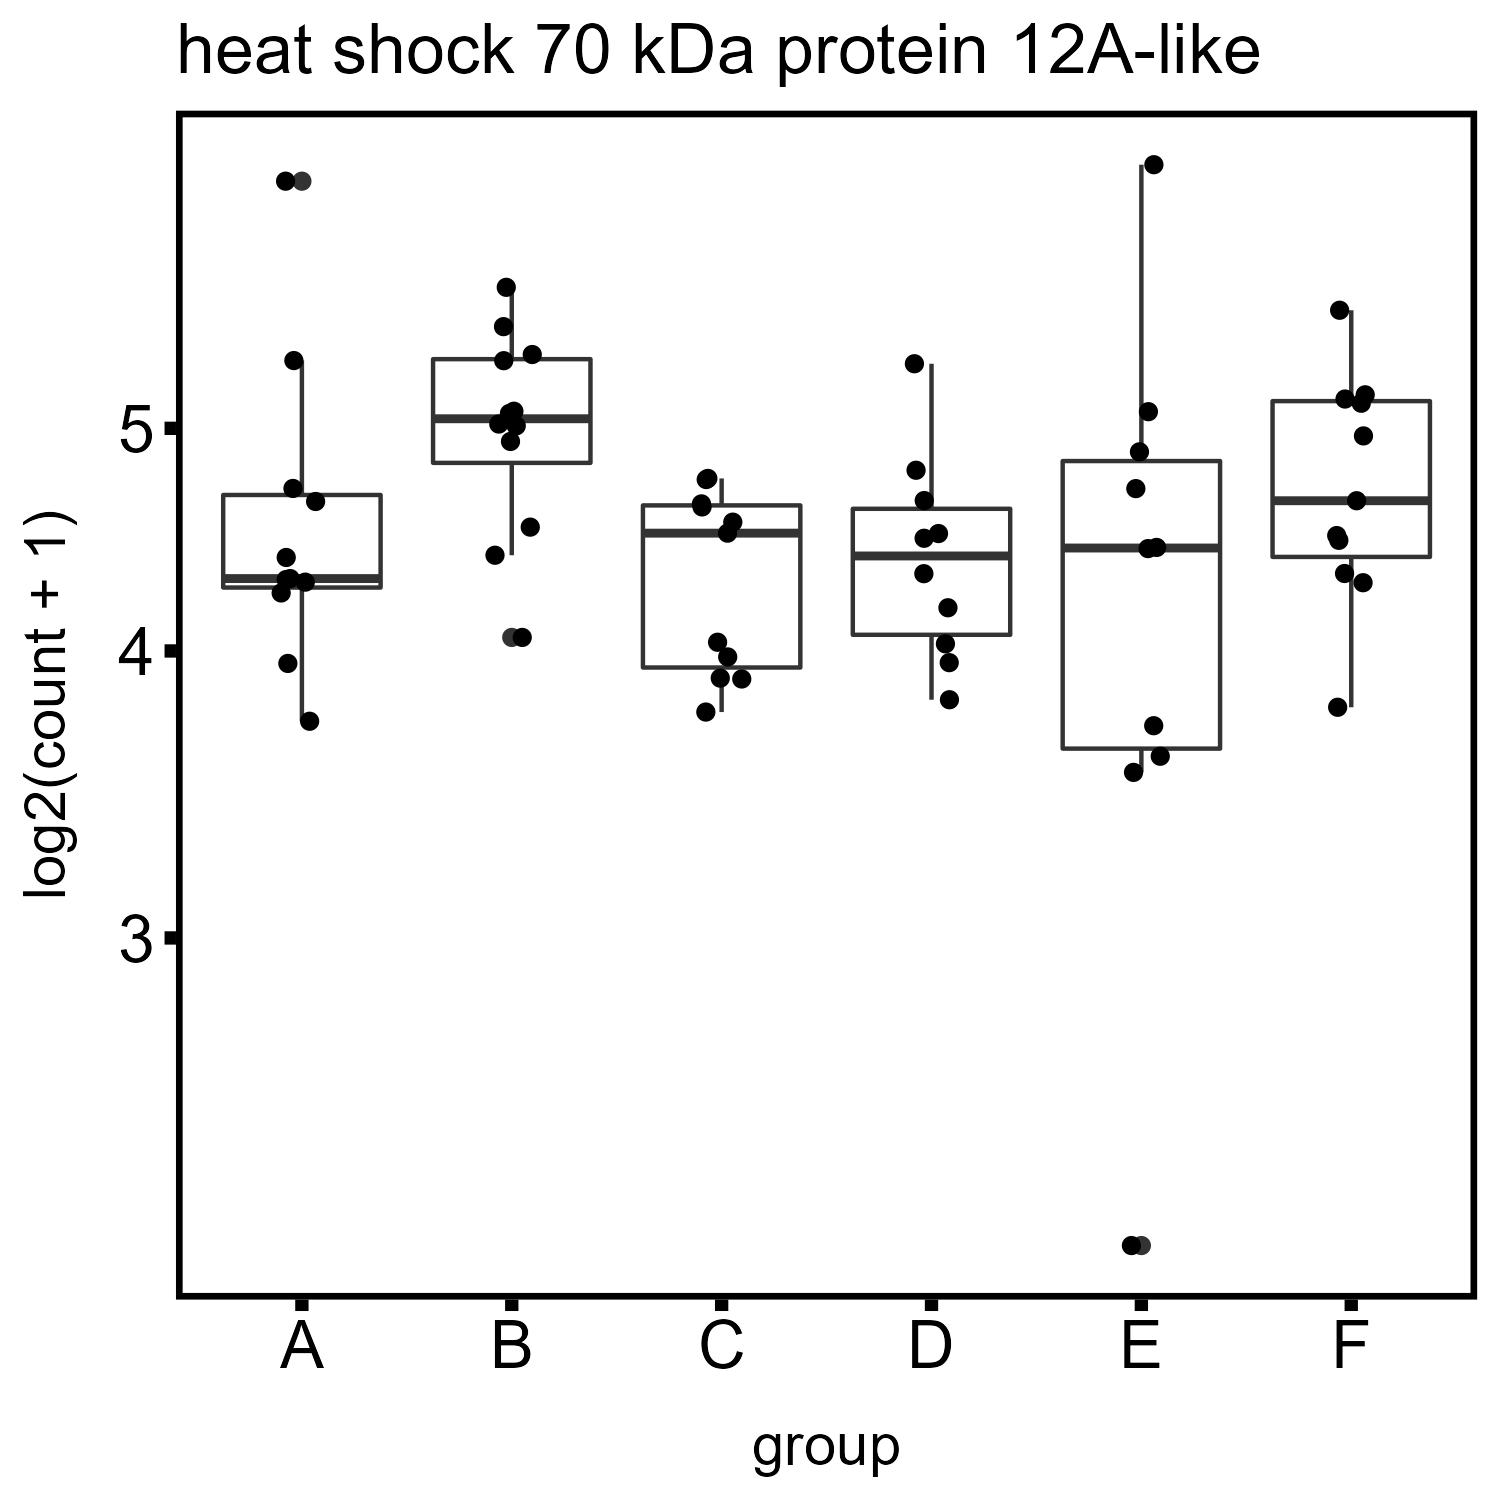 heat shock 70 kDa protein 12A-like
log2(count + 1)
5
4
3
A B C D E F
group